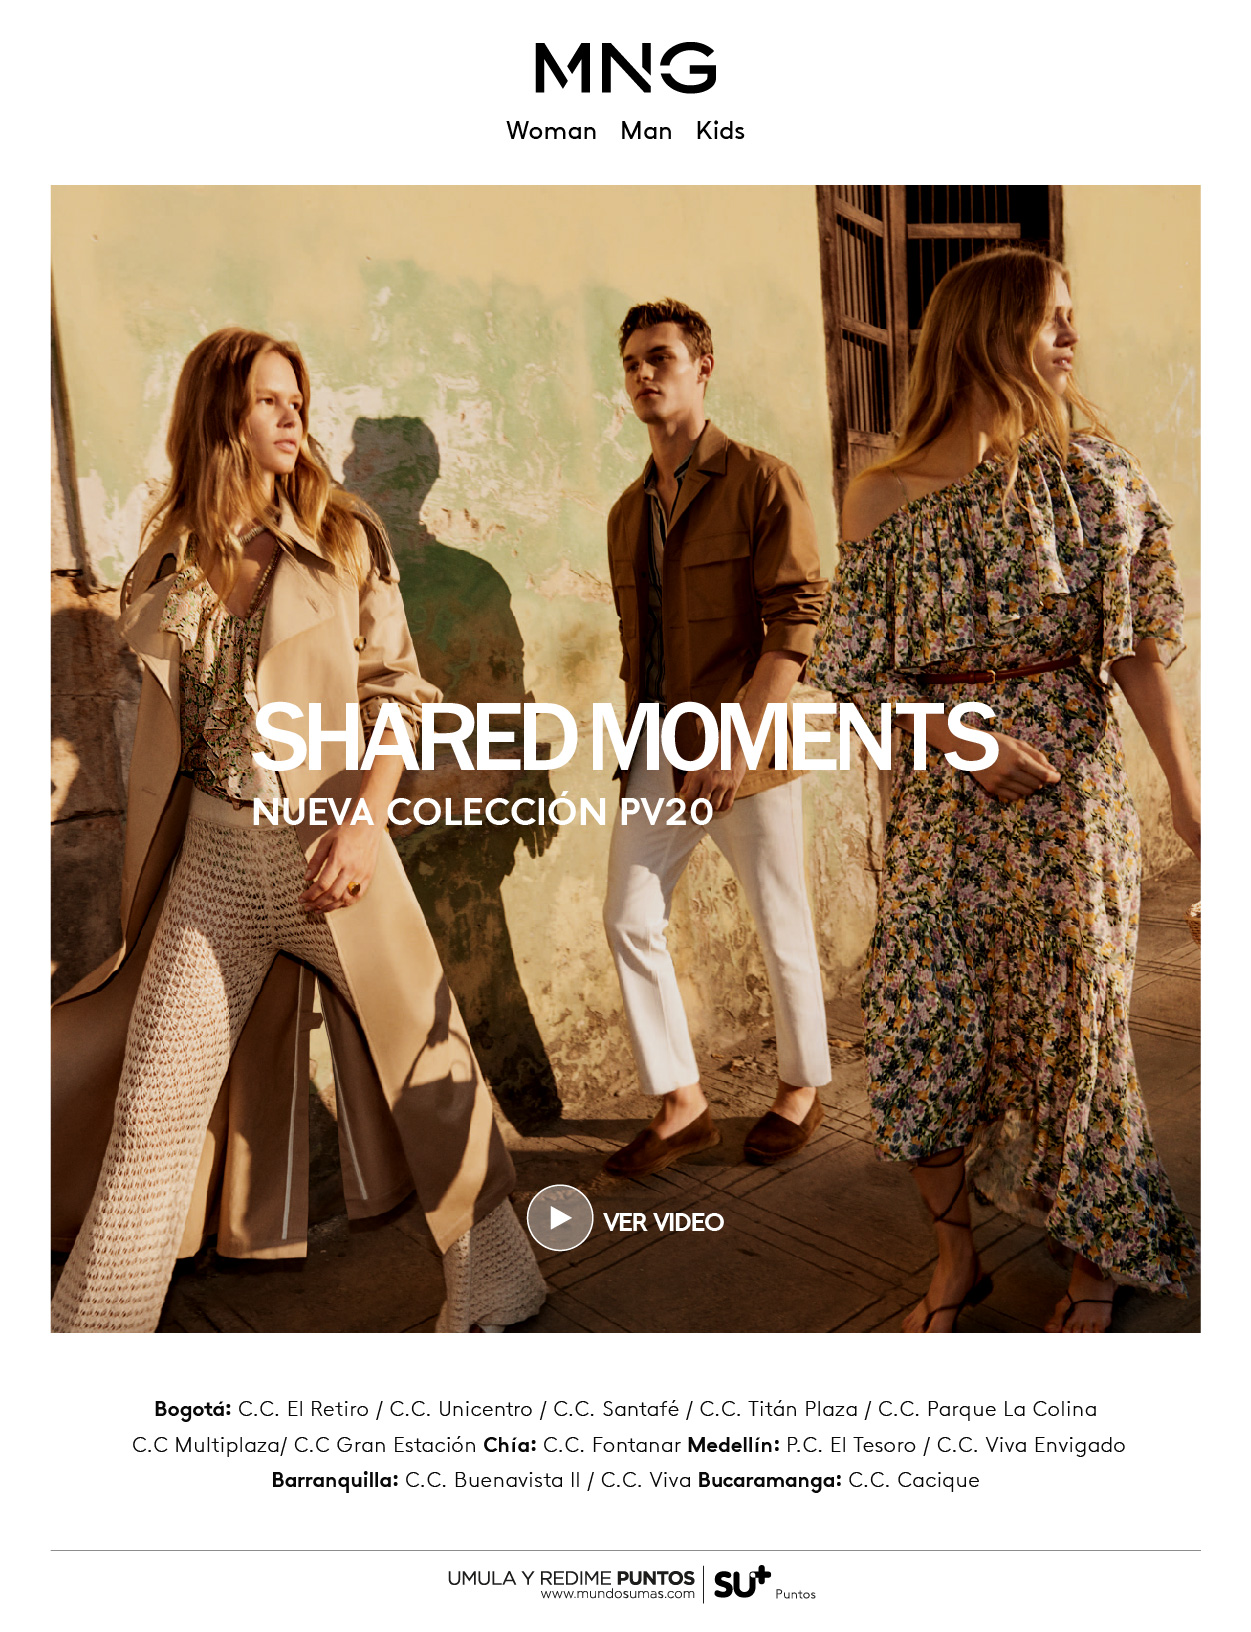 MNG
Woman Man Kids
SHARED MOMENTS
NUEVA COLECCIÓN PV20
VER VIDEO
Bogotá: C.C. El Retiro / C.C. Unicentro / C.C. Santafé / C.C. Titán Plaza / C.C. Parque La Colina
C.C Multiplaza/ C.C Gran Estación Chía: C.C. Fontanar Medellín: P.C. El Tesoro / C.C. Viva Envigado
Barranquilla: C.C. Buenavista II / C.C. Viva Bucaramanga: C.C. Cacique
UMULA Y REDIME PUNTOS
www.mundosumas.com
SU+ Puntos